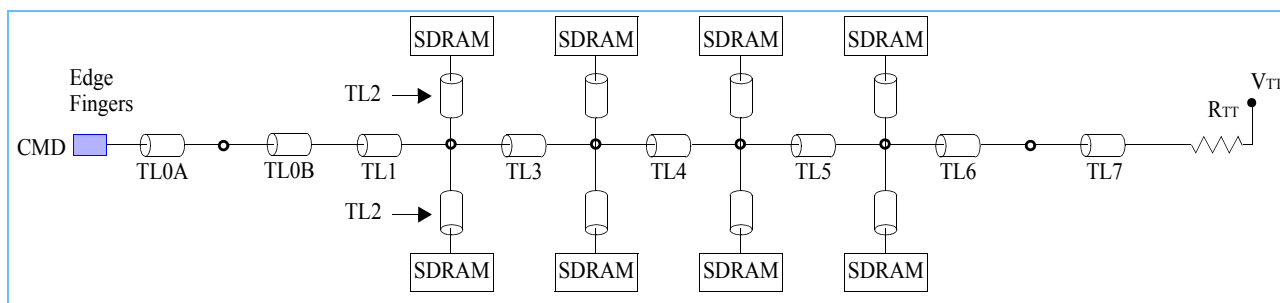 SDRAM SDRAM SDRAM SDRAM
Edge
Fingers
TL2
VTT
RTT
CMD
TL0A TL0B TL1 TL3 TL4 TL5 TL6 TL7
TL2
SDRAM SDRAM SDRAM SDRAM